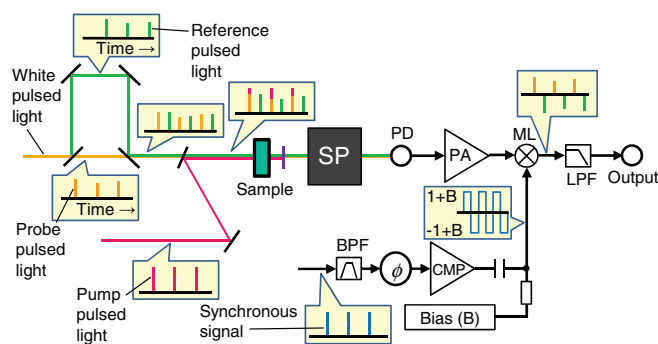 Reference
pulsed
light
Time →
White
pulsed
light
Probe
pulsed
light
Time →
Pump
pulsed
light
Sample
SP
PD
PA
ML
LPF
Output
1+B
-1+B
BPF
ϕ
CMP
Synchronous
signal
Bias (B)